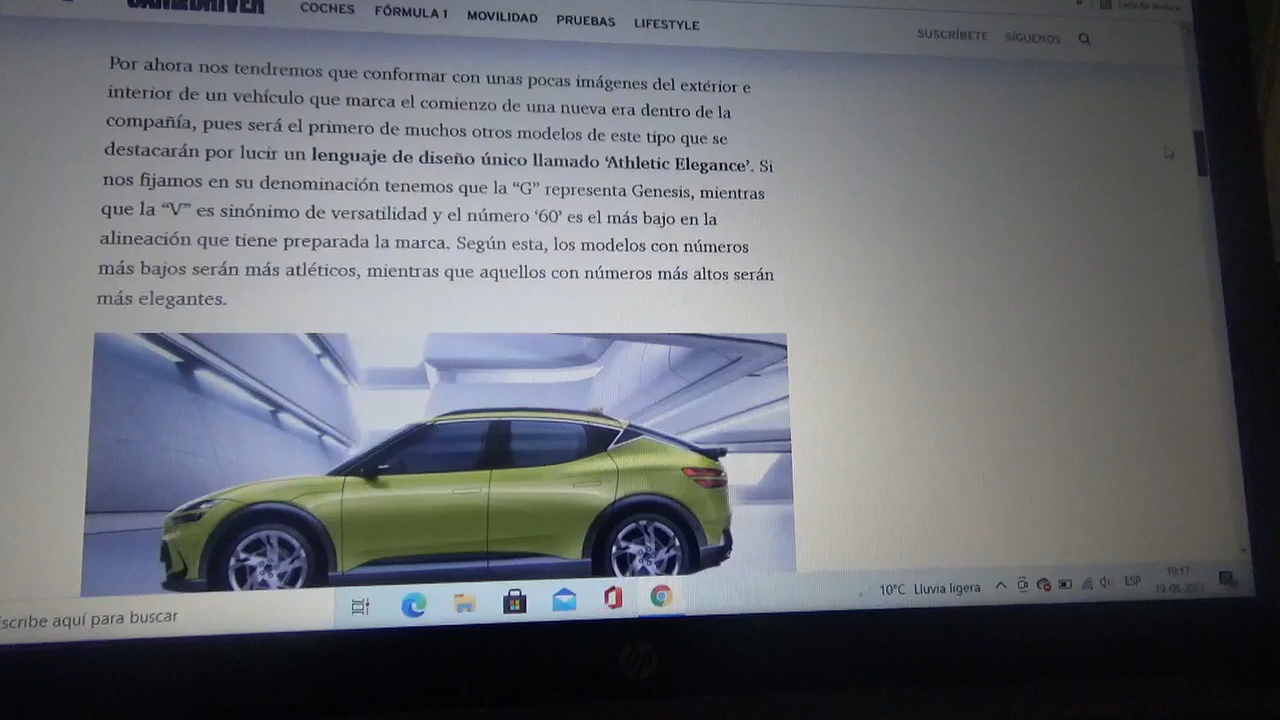 COCHES FÓRMULA 1 MOVILIDAD PRUEBAS LIFESTYLE
SUSCRÍBETE SÍGUENOS
Por ahora nos tendremos que conformar con unas pocas imágenes del exterior e
interior de un vehículo que marca el comienzo de una nueva era dentro de la
compañía, pues será el primero de muchos otros modelos de este tipo que se
destacarán por lucir un lenguaje de diseño único llamado ‘Athletic Elegance’. Si
nos fijamos en su denominación tenemos que la “G” representa Genesis, mientras
que la “V” es sinónimo de versatilidad y el número ‘60’ es el más bajo en la
alineación que tiene preparada la marca. Según esta, los modelos con números
más bajos serán más atléticos, mientras que aquellos con números más altos serán
más elegantes.
scribe aquí para buscar
10°C Lluvia ligera
ESP
19:17
hp